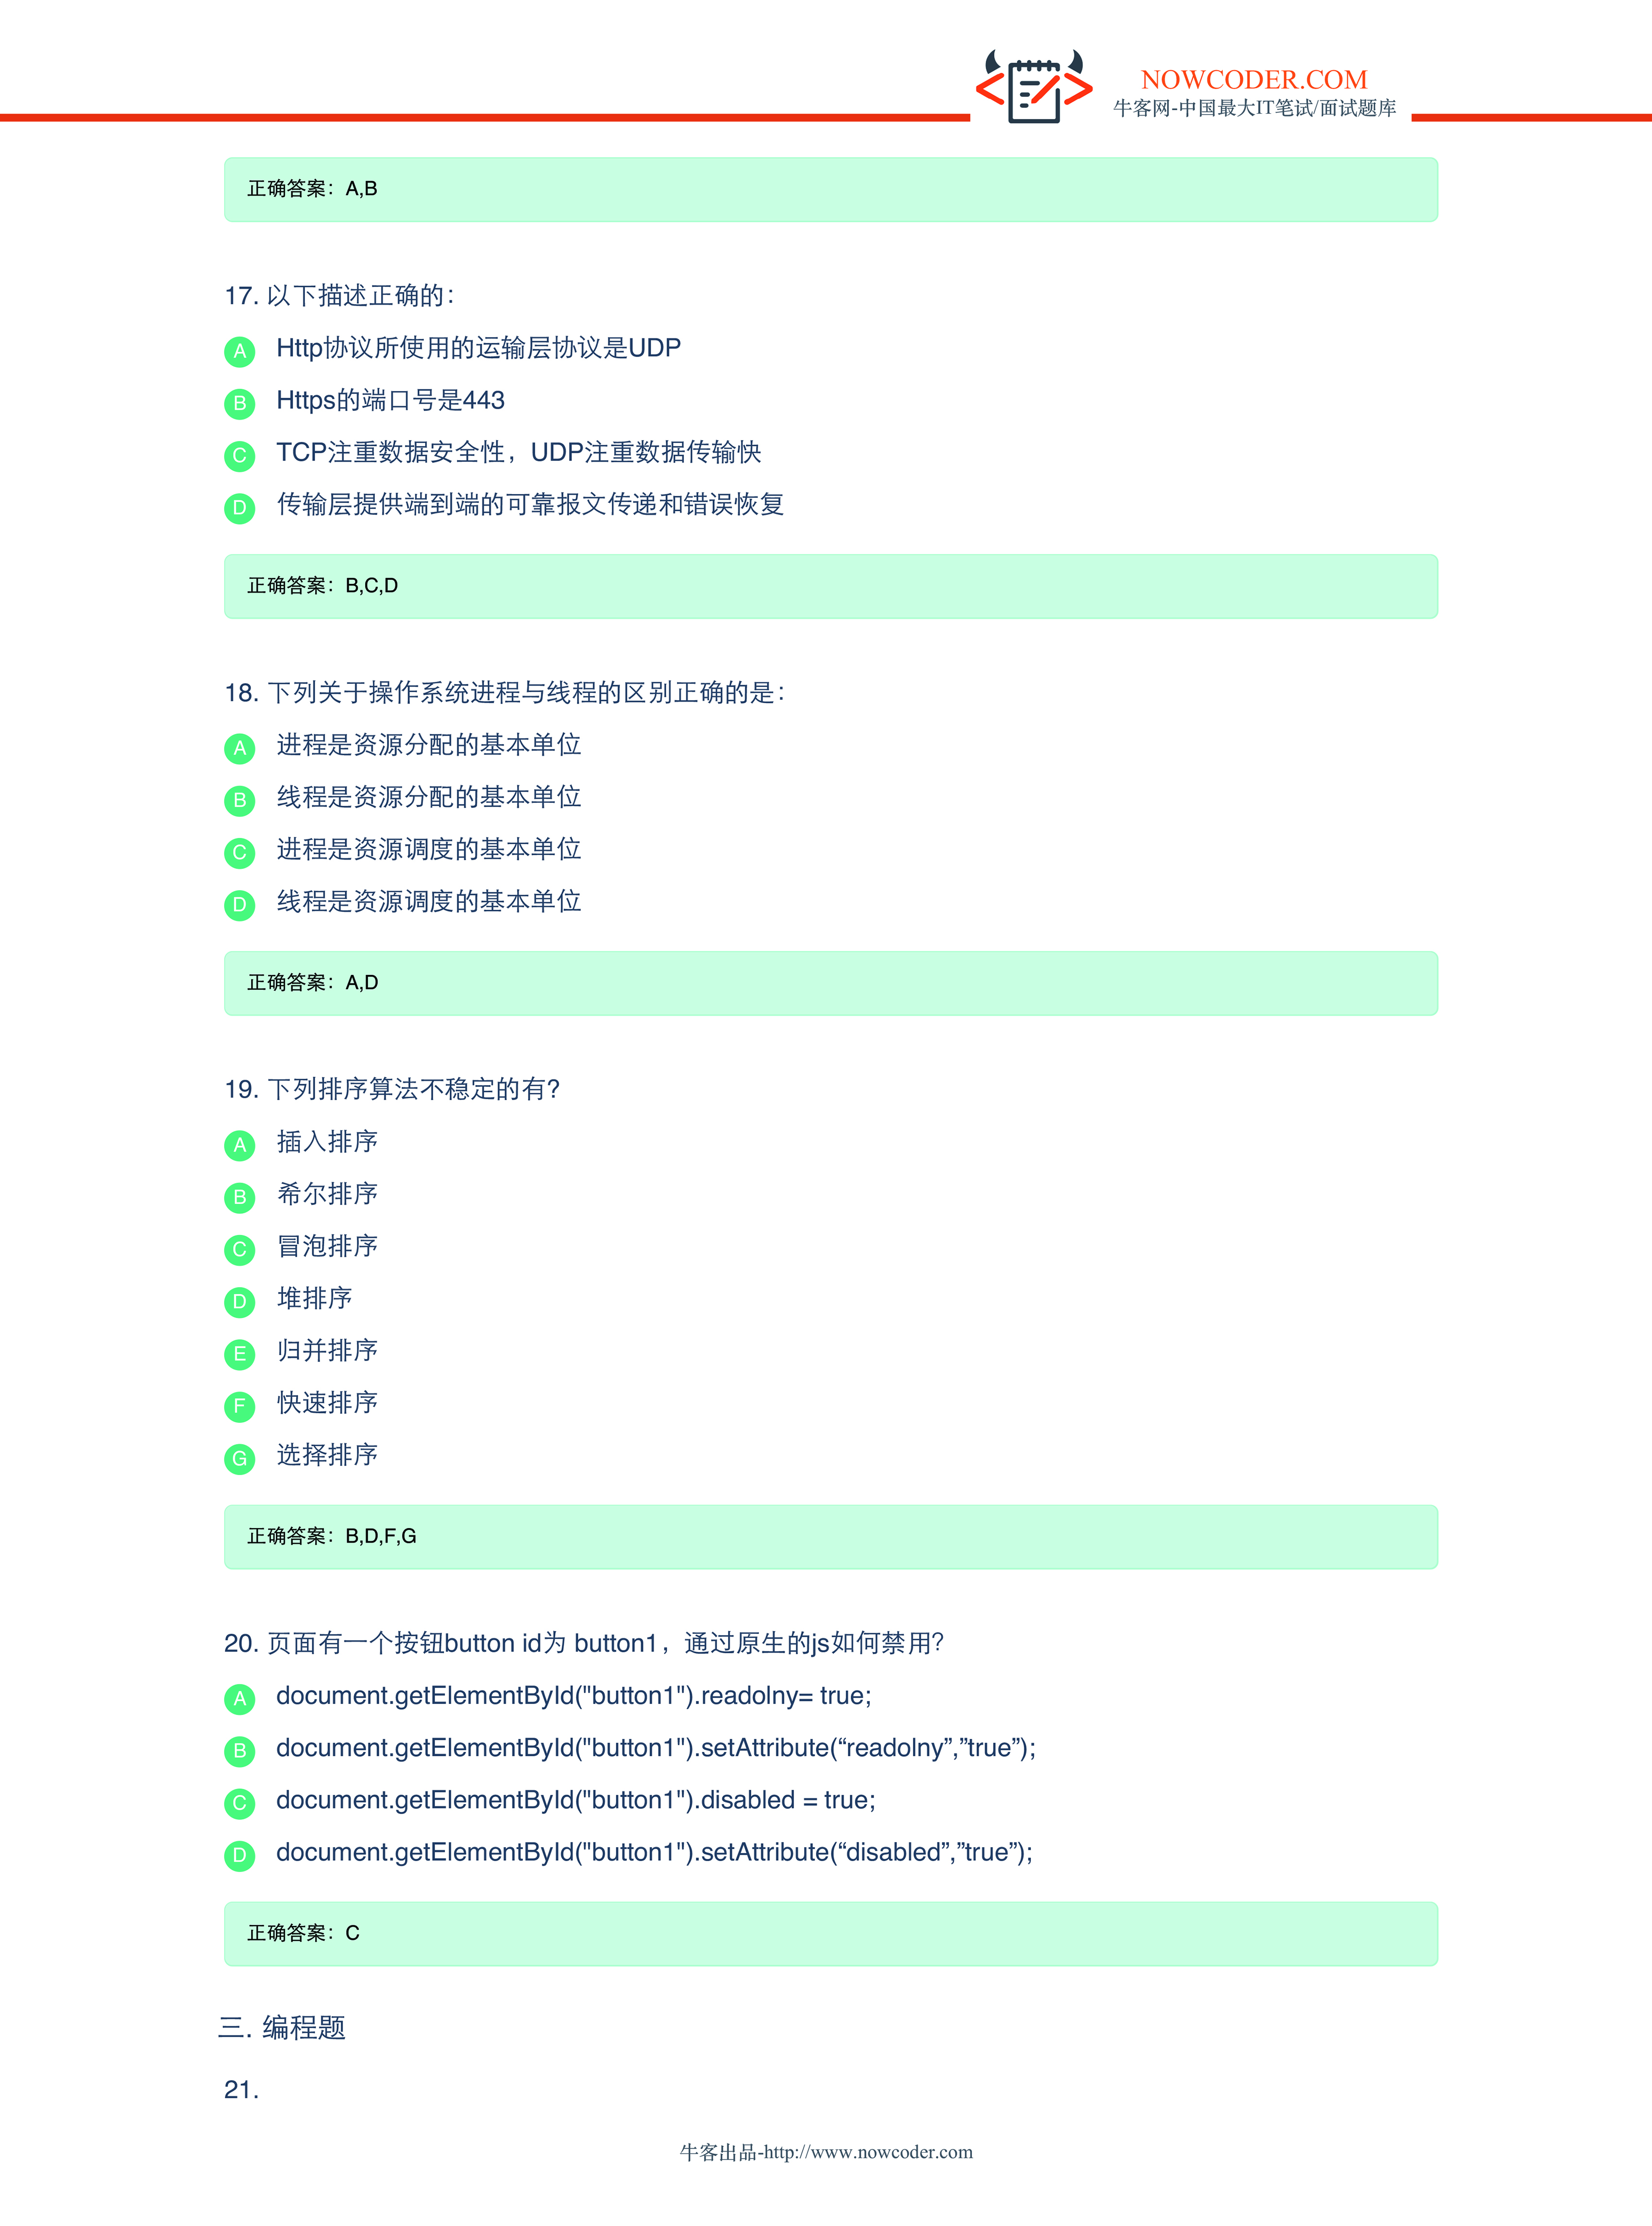 NOWCODER.COM
牛客网-中国最大IT笔试/面试题库
正确答案：A,B
17. 以下描述正确的：
A Http协议所使用的运输层协议是UDP
B Https的端口号是443
C TCP注重数据安全性，UDP注重数据传输快
D 传输层提供端到端的可靠报文传递和错误恢复
正确答案：B,C,D
18. 下列关于操作系统进程与线程的区别正确的是：
A 进程是资源分配的基本单位
B 线程是资源分配的基本单位
C 进程是资源调度的基本单位
D 线程是资源调度的基本单位
正确答案：A,D
19. 下列排序算法不稳定的有?
A 插入排序
B 希尔排序
C 冒泡排序
D 堆排序
E 归并排序
F 快速排序
G 选择排序
正确答案：B,D,F,G
20. 页面有一个按钮button id为 button1，通过原生的js如何禁用？
A document.getElementById("button1").readolny= true;
B document.getElementById("button1").setAttribute(“readolny”,”true”);
C document.getElementById("button1").disabled = true;
D document.getElementById("button1").setAttribute(“disabled”,”true”);
正确答案：C
三. 编程题
21.
牛客出品-http://www.nowcoder.com